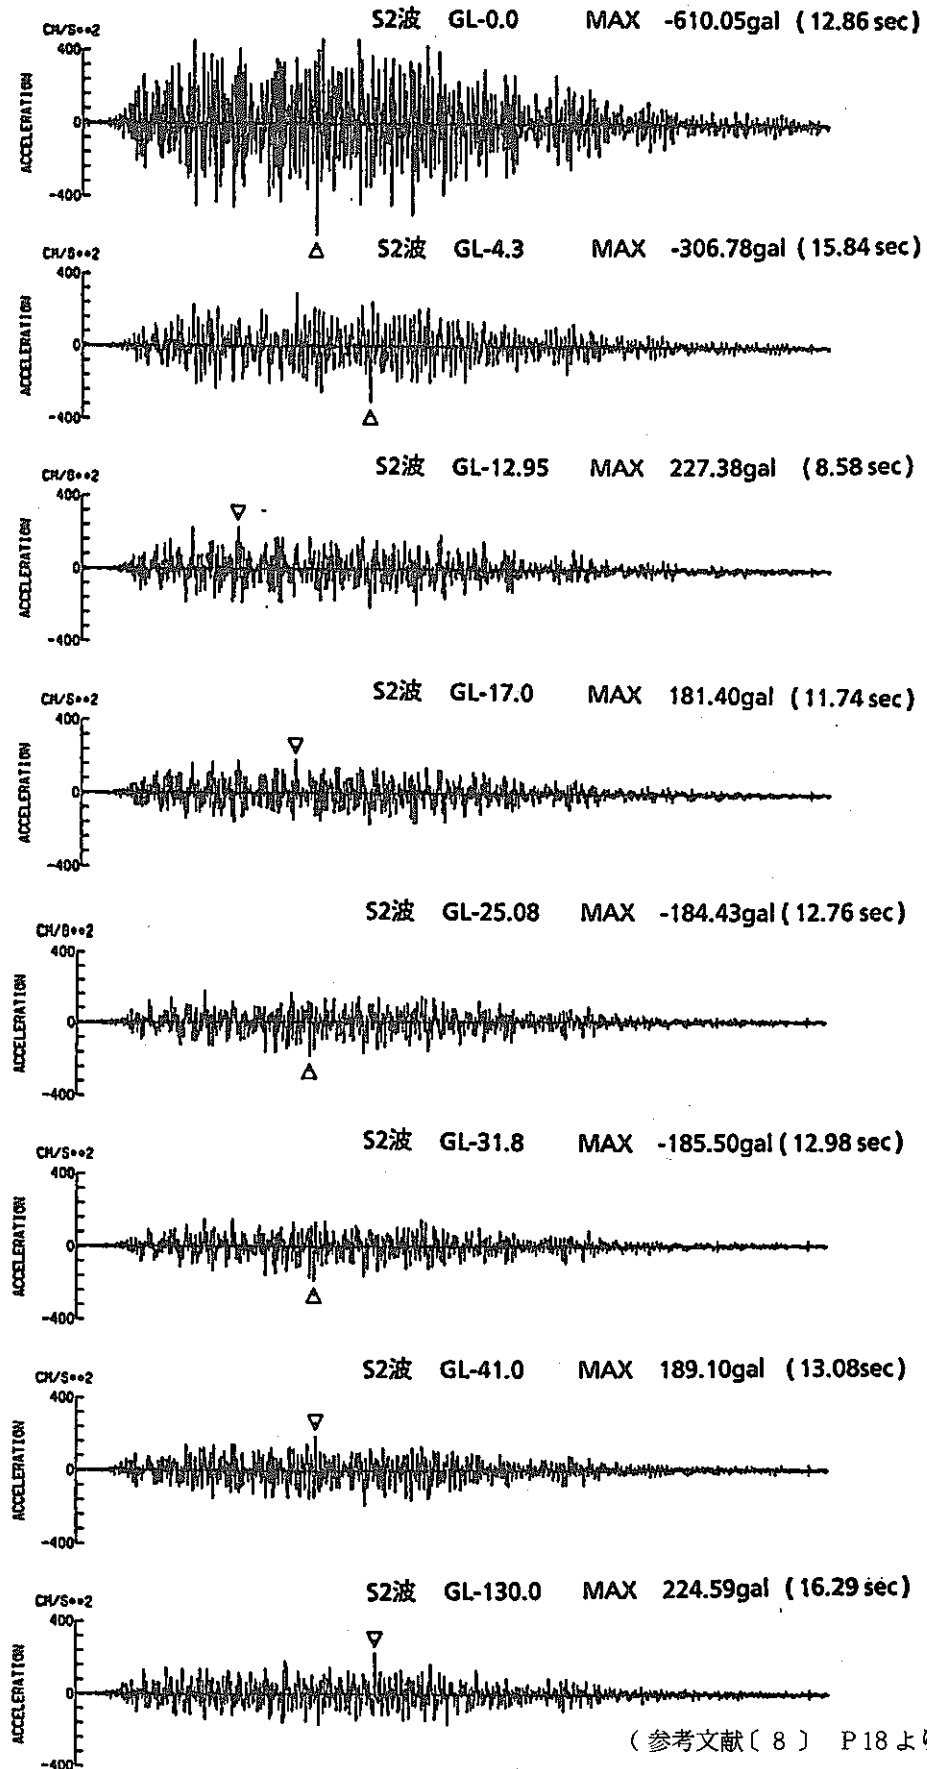 S2波 GL-0.0 MAX -610.05gal (12.86 sec)
CM/S**2
400
0
-400
ACCELERATION
S2波 GL-4.3 MAX -306.78gal (15.84 sec)
CM/S**2
400
0
-400
ACCELERATION
S2波 GL-12.95 MAX 227.38gal (8.58 sec)
CM/S**2
400
0
-400
ACCELERATION
S2波 GL-17.0 MAX 181.40gal (11.74 sec)
CM/S**2
400
0
-400
ACCELERATION
S2波 GL-25.08 MAX -184.43gal (12.76 sec)
CM/S**2
400
0
-400
ACCELERATION
S2波 GL-31.8 MAX -185.50gal (12.98 sec)
CM/S**2
400
0
-400
ACCELERATION
S2波 GL-41.0 MAX 189.10gal (13.08sec)
CM/S**2
400
0
-400
ACCELERATION
S2波 GL-130.0 MAX 224.59gal (16.29 sec)
CM/S**2
400
0
-400
ACCELERATION
(参考文献〔8〕 P18より